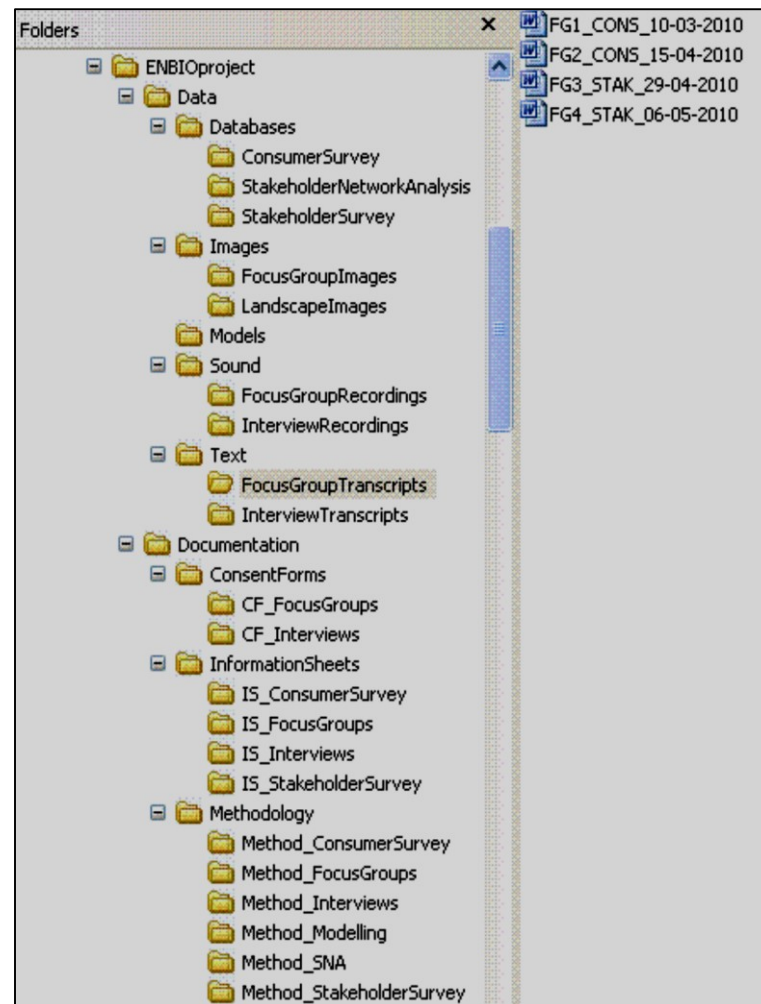 Folders
ENBIOproject
Data
Databases
ConsumerSurvey
StakeholderNetworkAnalysis
StakeholderSurvey
Images
FocusGroupImages
LandscapeImages
Models
Sound
FocusGroupRecordings
InterviewRecordings
Text
FocusGroupTranscripts
InterviewTranscripts
Documentation
ConsentForms
CF_FocusGroups
CF_Interviews
InformationSheets
IS_ConsumerSurvey
IS_FocusGroups
IS_Interviews
IS_StakeholderSurvey
Methodology
Method_ConsumerSurvey
Method_FocusGroups
Method_Interviews
Method_Modelling
Method_SNA
Method_StakeholderSurvey
FG1_CONS_10-03-2010
FG2_CONS_15-04-2010
FG3_STAK_29-04-2010
FG4_STAK_06-05-2010